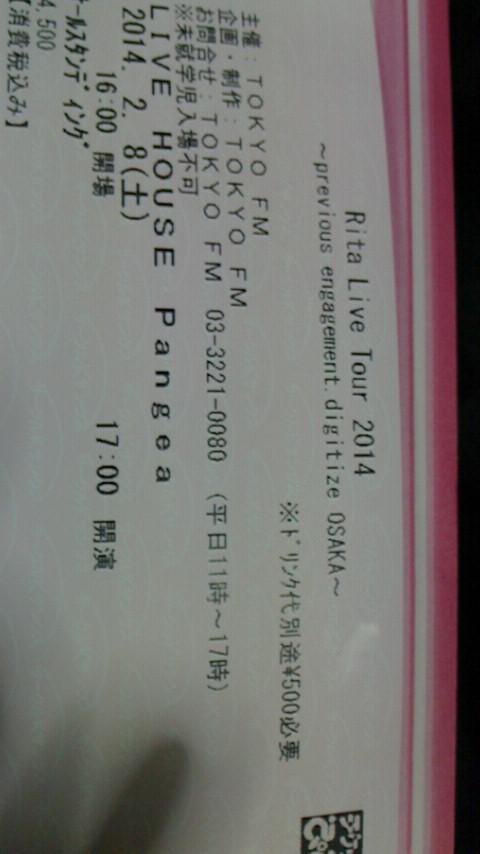 Rita Live Tour 2014
～previous engagement.digitize OSAKA～
※ﾄﾞﾘﾝｸ代別途¥500必要
主催：TOKYO FM
企画・制作：TOKYO FM
お問合せ：TOKYO FM 03-3221-0080 (平日11時～17時)
※未就学児入場不可
LIVE HOUSE Pangea
2014. 2. 8(土)
16:00 開場 17:00 開演
ｰﾙｽﾀﾝﾃﾞｨﾝｸﾞ
4,500
【消費税込み】